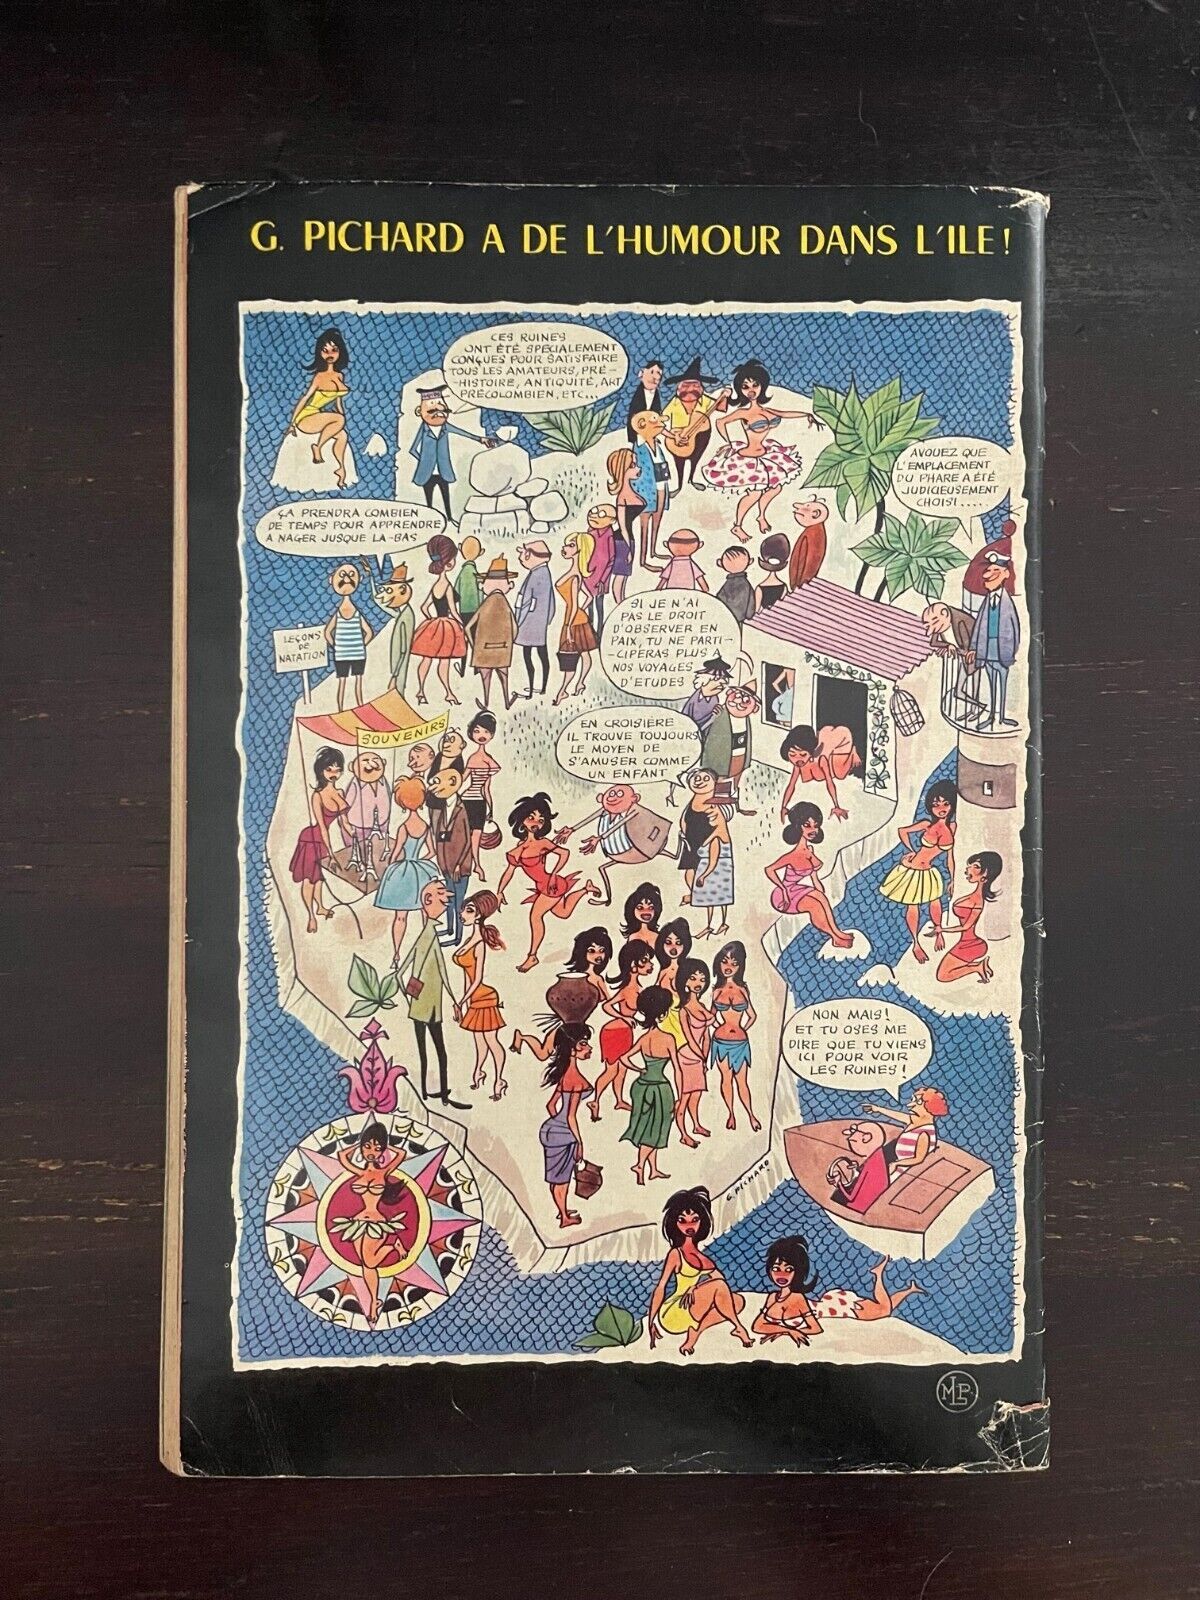 G. PICHARD A DE L'HUMOUR DANS L'ILE!
CES RUINES
ONT ÉTÉ SPÉCIALEMENT
CONÇUES POUR SATISFAIRE
TOUS LES AMATEURS, PRÉ-
-HISTOIRE, ANTIQUITÉ, ART
PRÉCOLOMBIEN, ETC...
AVOUEZ QUE
L'EMPLACEMENT
DU PHARE A ÉTÉ
JUDICIEUSEMENT
CHOISI.....
ÇA PRENDRA COMBIEN
DE TEMPS POUR APPRENDRE
A NAGER JUSQUE LA-BAS
LEÇONS
DE
NATATION
SI JE N'AI
PAS LE DROIT
D'OBSERVER EN
PAIX, TU NE PARTI-
-CIPERAS PLUS A
NOS VOYAGES
D'ETUDES
SOUVENIRS
EN CROISIÈRE
IL TROUVE TOUJOURS
LE MOYEN DE
S'AMUSER COMME
UN ENFANT
NON MAIS!
ET TU OSES ME
DIRE QUE TU VIENS
ICI POUR VOIR
LES RUINES!
G. PICHARD
MLP